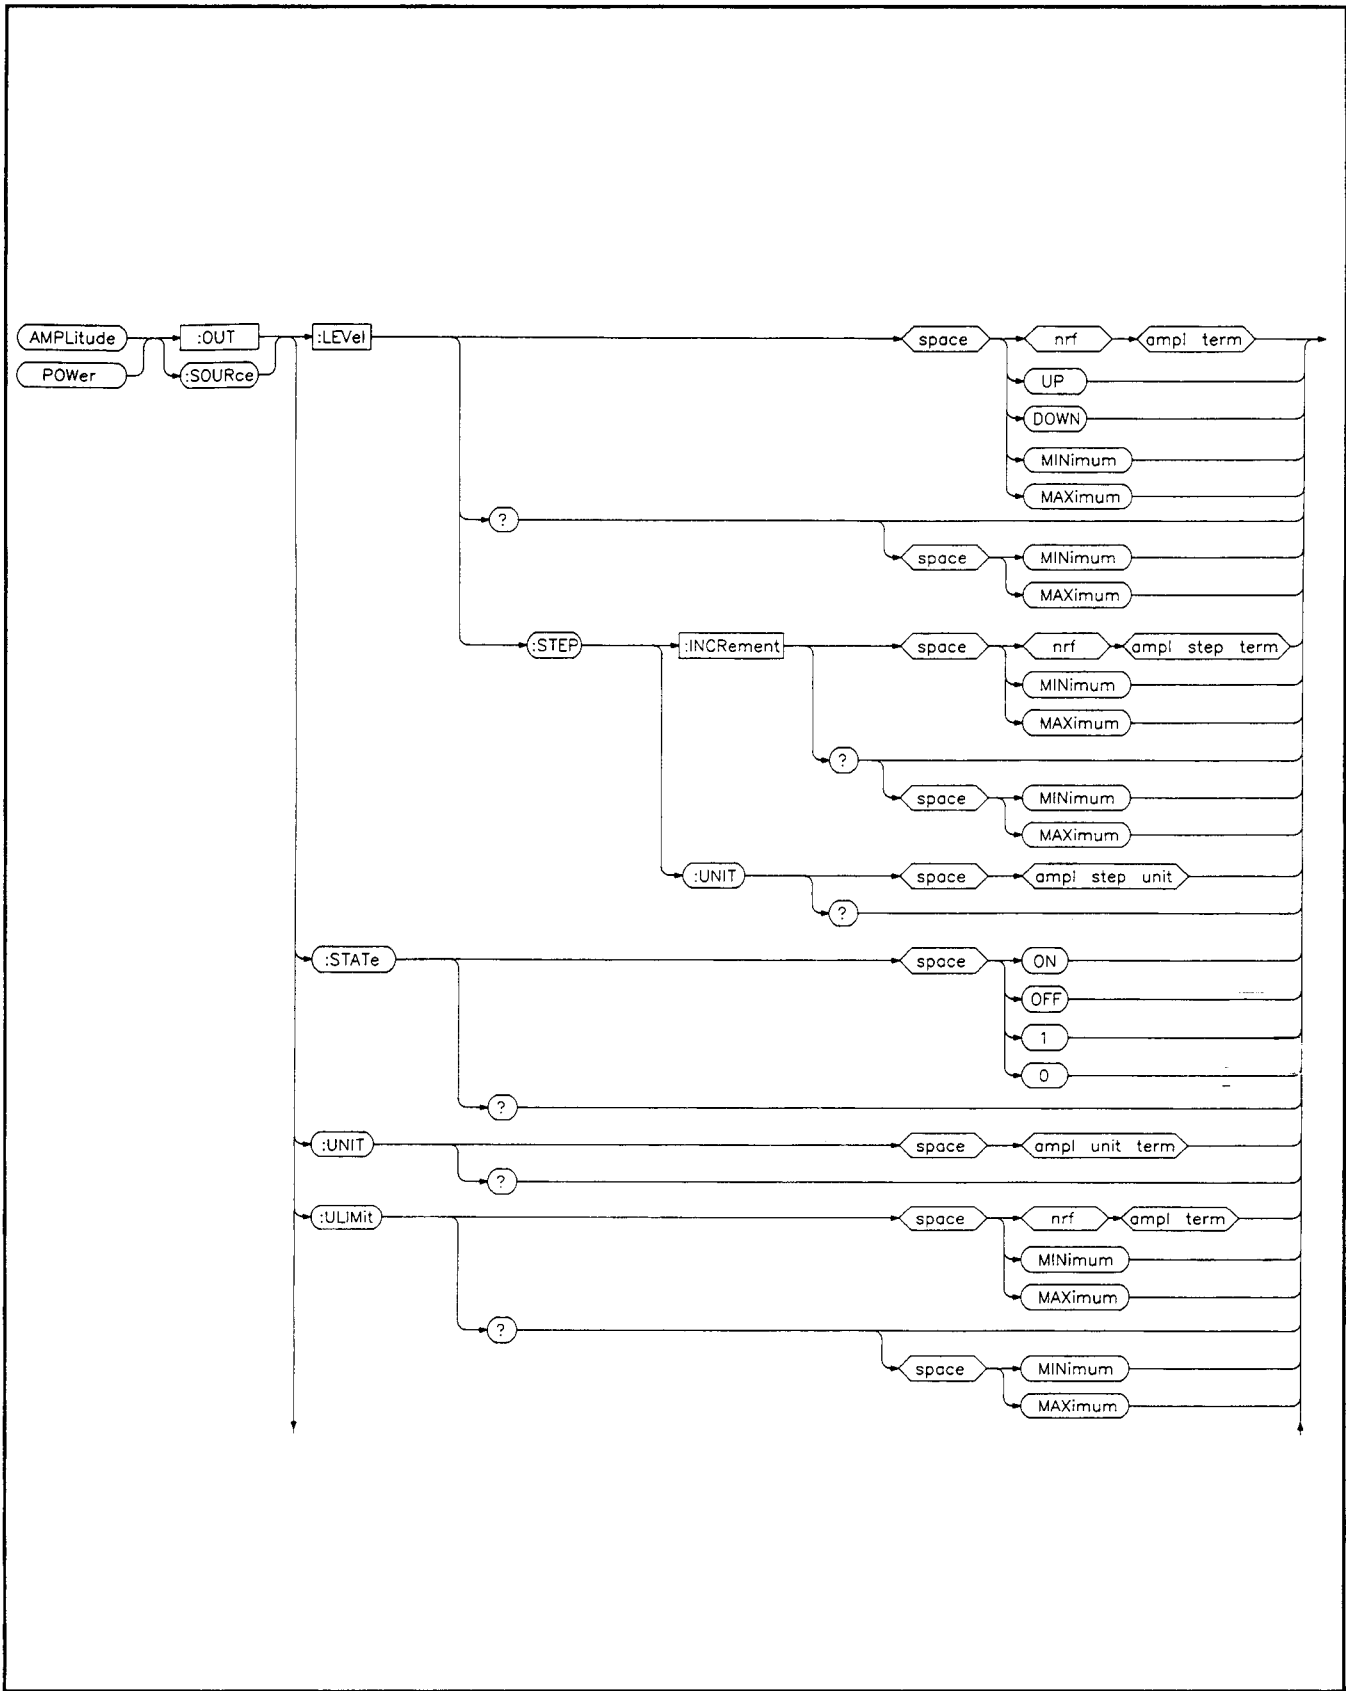 AMPLitude :OUT :LEVel space nrf ampl term
POWer :SOURce
UP
DOWN
MINimum
MAXimum
?
space MINimum
MAXimum
:STEP :INCRement space nrf ampl step term
MINimum
MAXimum
?
space MINimum
MAXimum
:UNIT space ampl step unit
?
:STATe space ON
OFF
1
0
?
:UNIT space ampl unit term
?
:ULIMit space nrf ampl term
MINimum
MAXimum
?
space MINimum
MAXimum